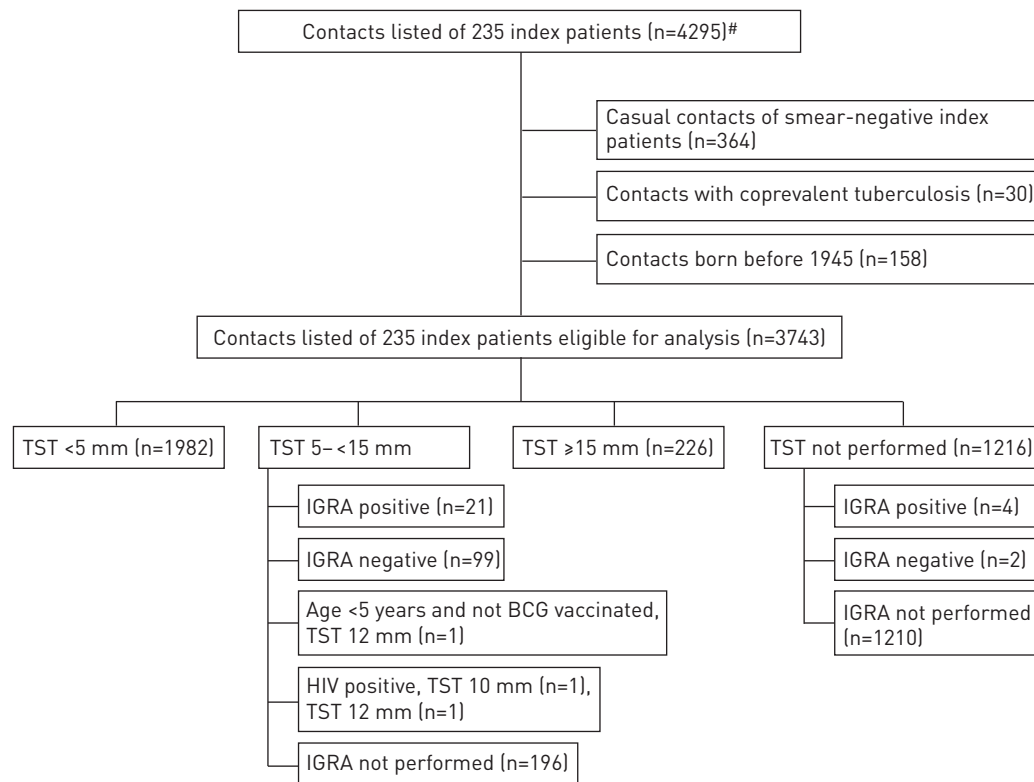 Contacts listed of 235 index patients (n=4295)#
Casual contacts of smear-negative index
patients (n=364)
Contacts with coprevalent tuberculosis (n=30)
Contacts born before 1945 (n=158)
Contacts listed of 235 index patients eligible for analysis (n=3743)
TST <5 mm (n=1982)
TST 5–<15 mm
TST ⩾15 mm (n=226)
TST not performed (n=1216)
IGRA positive (n=21)
IGRA negative (n=99)
Age <5 years and not BCG vaccinated,
TST 12 mm (n=1)
HIV positive, TST 10 mm (n=1),
TST 12 mm (n=1)
IGRA not performed (n=196)
IGRA positive (n=4)
IGRA negative (n=2)
IGRA not performed
(n=1210)